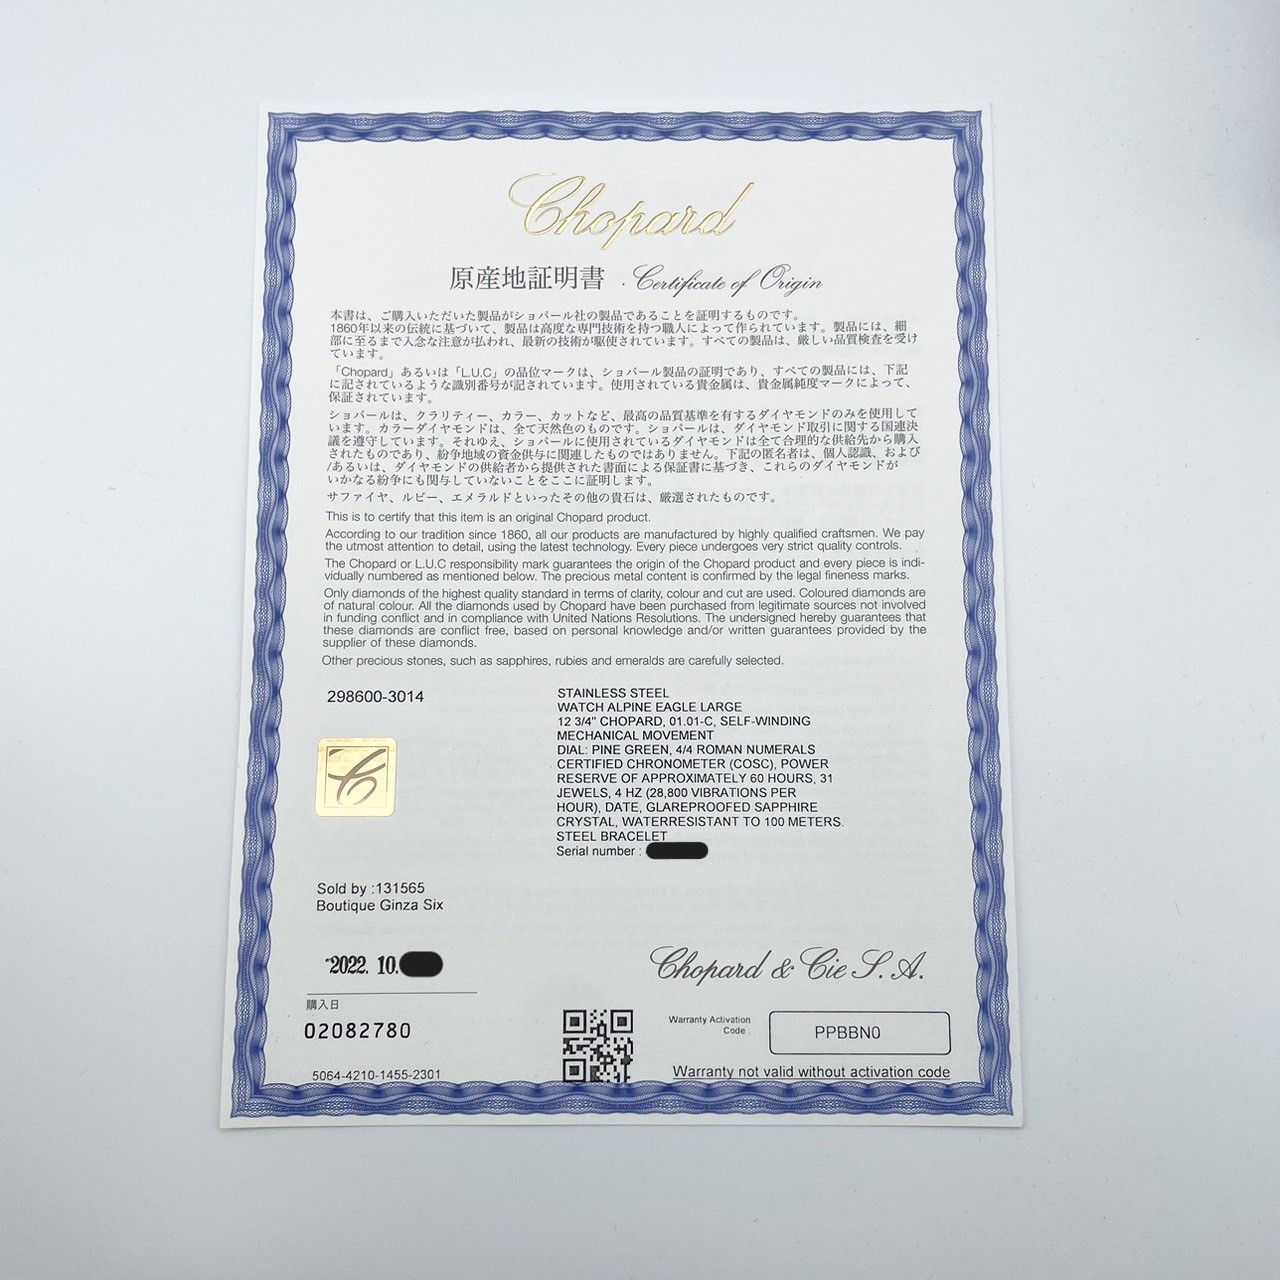 Chopard
原産地証明書 . Certificate of Origin
本書は、ご購入いただいた製品がショパール社の製品であることを証明するものです。
1860年以来の伝統に基づいて、製品は高度な専門技術を持つ職人によって作られています。製品には、細
部に至るまで入念な注意が払われ、最新の技術が駆使されています。すべての製品は、厳しい品質検査を受け
ています。
「Chopard」あるいは「L.U.C」の品位マークは、ショパール製品の証明であり、すべての製品には、下記
に記されているような識別番号が記されています。使用されている貴金属は、貴金属純度マークによって、
保証されています。
ショパールは、クラリティー、カラー、カットなど、最高の品質基準を有するダイヤモンドのみを使用して
います。カラーダイヤモンドは、全て天然色のものです。ショパールは、ダイヤモンド取引に関する国連決
議を遵守しています。それゆえ、ショパールに使用されているダイヤモンドは全て合理的な供給先から購入
されたものであり、紛争地域の資金供与に関連したものではありません。下記の匿名者は、個人認識、および
/あるいは、ダイヤモンドの供給者から提供された書面による保証書に基づき、これらのダイヤモンドが
いかなる紛争にも関与していないことをここに証明します。
サファイヤ、ルビー、エメラルドといったその他の貴石は、厳選されたものです。
This is to certify that this item is an original Chopard product.
According to our tradition since 1860, all our products are manufactured by highly qualified craftsmen. We pay
the utmost attention to detail, using the latest technology. Every piece undergoes very strict quality controls.
The Chopard or L.U.C responsibility mark guarantees the origin of the Chopard product and every piece is indi-
vidually numbered as mentioned below. The precious metal content is confirmed by the legal fineness marks.
Only diamonds of the highest quality standard in terms of clarity, colour and cut are used. Coloured diamonds are
of natural colour. All the diamonds used by Chopard have been purchased from legitimate sources not involved
in funding conflict and in compliance with United Nations Resolutions. The undersigned hereby guarantees that
these diamonds are conflict free, based on personal knowledge and/or written guarantees provided by the
supplier of these diamonds.
Other precious stones, such as sapphires, rubies and emeralds are carefully selected.
298600-3014
STAINLESS STEEL
WATCH ALPINE EAGLE LARGE
12 3/4" CHOPARD, 01.01-C, SELF-WINDING
MECHANICAL MOVEMENT
DIAL: PINE GREEN, 4/4 ROMAN NUMERALS
CERTIFIED CHRONOMETER (COSC), POWER
RESERVE OF APPROXIMATELY 60 HOURS, 31
JEWELS, 4 HZ (28,800 VIBRATIONS PER
HOUR), DATE, GLAREPROOFED SAPPHIRE
CRYSTAL, WATERRESISTANT TO 100 METERS.
STEEL BRACELET
Serial number :
Sold by :131565
Boutique Ginza Six
2022. 10.
Chopard & Cie S.A.
購入日
02082780
5064-4210-1455-2301
Warranty Activation
Code :
PPBBN0
Warranty not valid without activation code